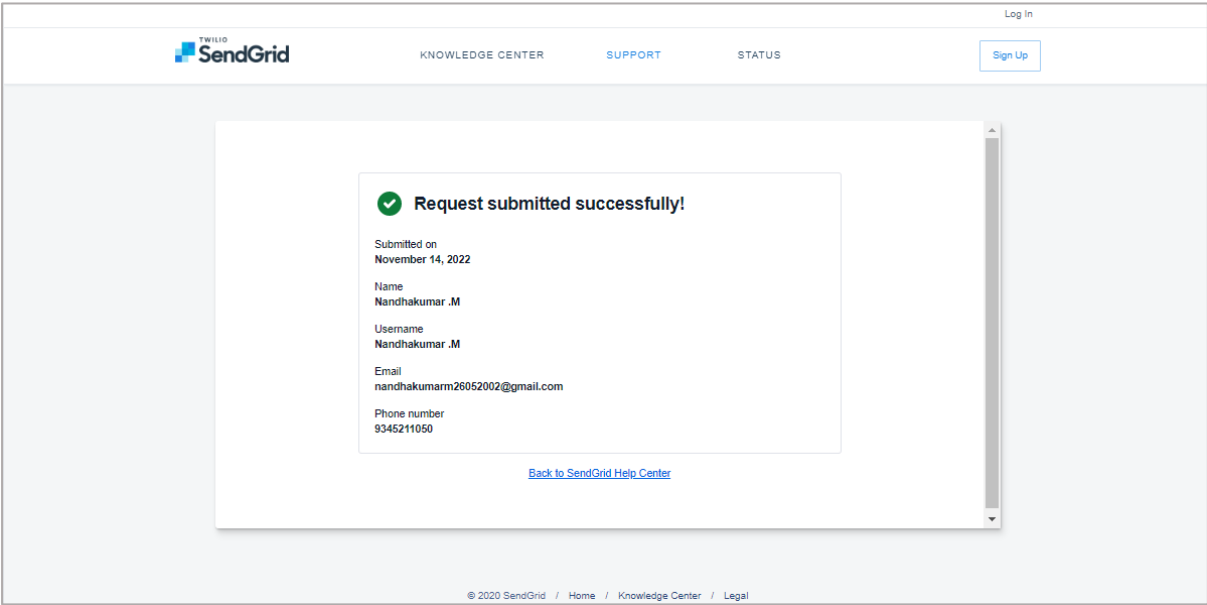 Log In
TWILIO
SendGrid
KNOWLEDGE CENTER SUPPORT STATUS Sign Up
Request submitted successfully!
Submitted on
November 14, 2022
Name
Nandhakumar .M
Username
Nandhakumar .M
Email
nandhakumarm26052002@gmail.com
Phone number
9345211050
Back to SendGrid Help Center
© 2020 SendGrid / Home / Knowledge Center / Legal